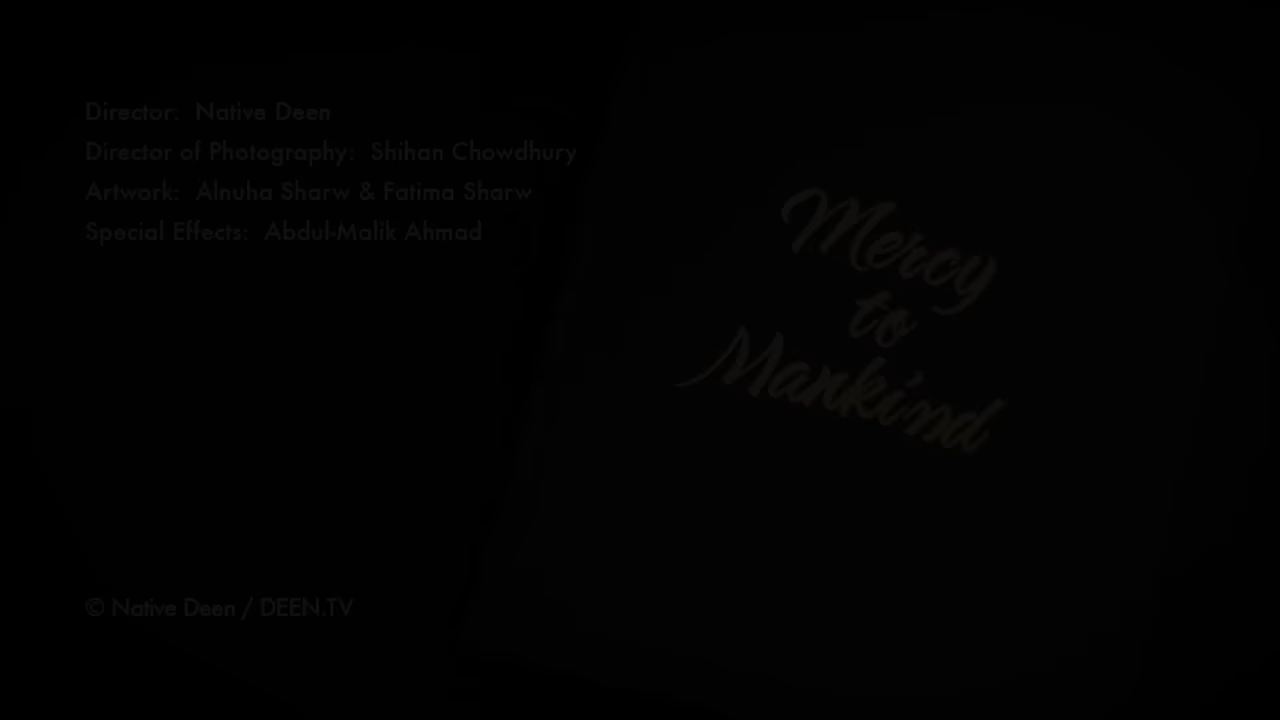 Director: Native Deen
Director of Photography: Shihan Chowdhury
Artwork: Alnuha Sharw & Fatima Sharw
Special Effects: Abdul-Malik Ahmad
Mercy
to
Mankind
© Native Deen / DEEN.TV